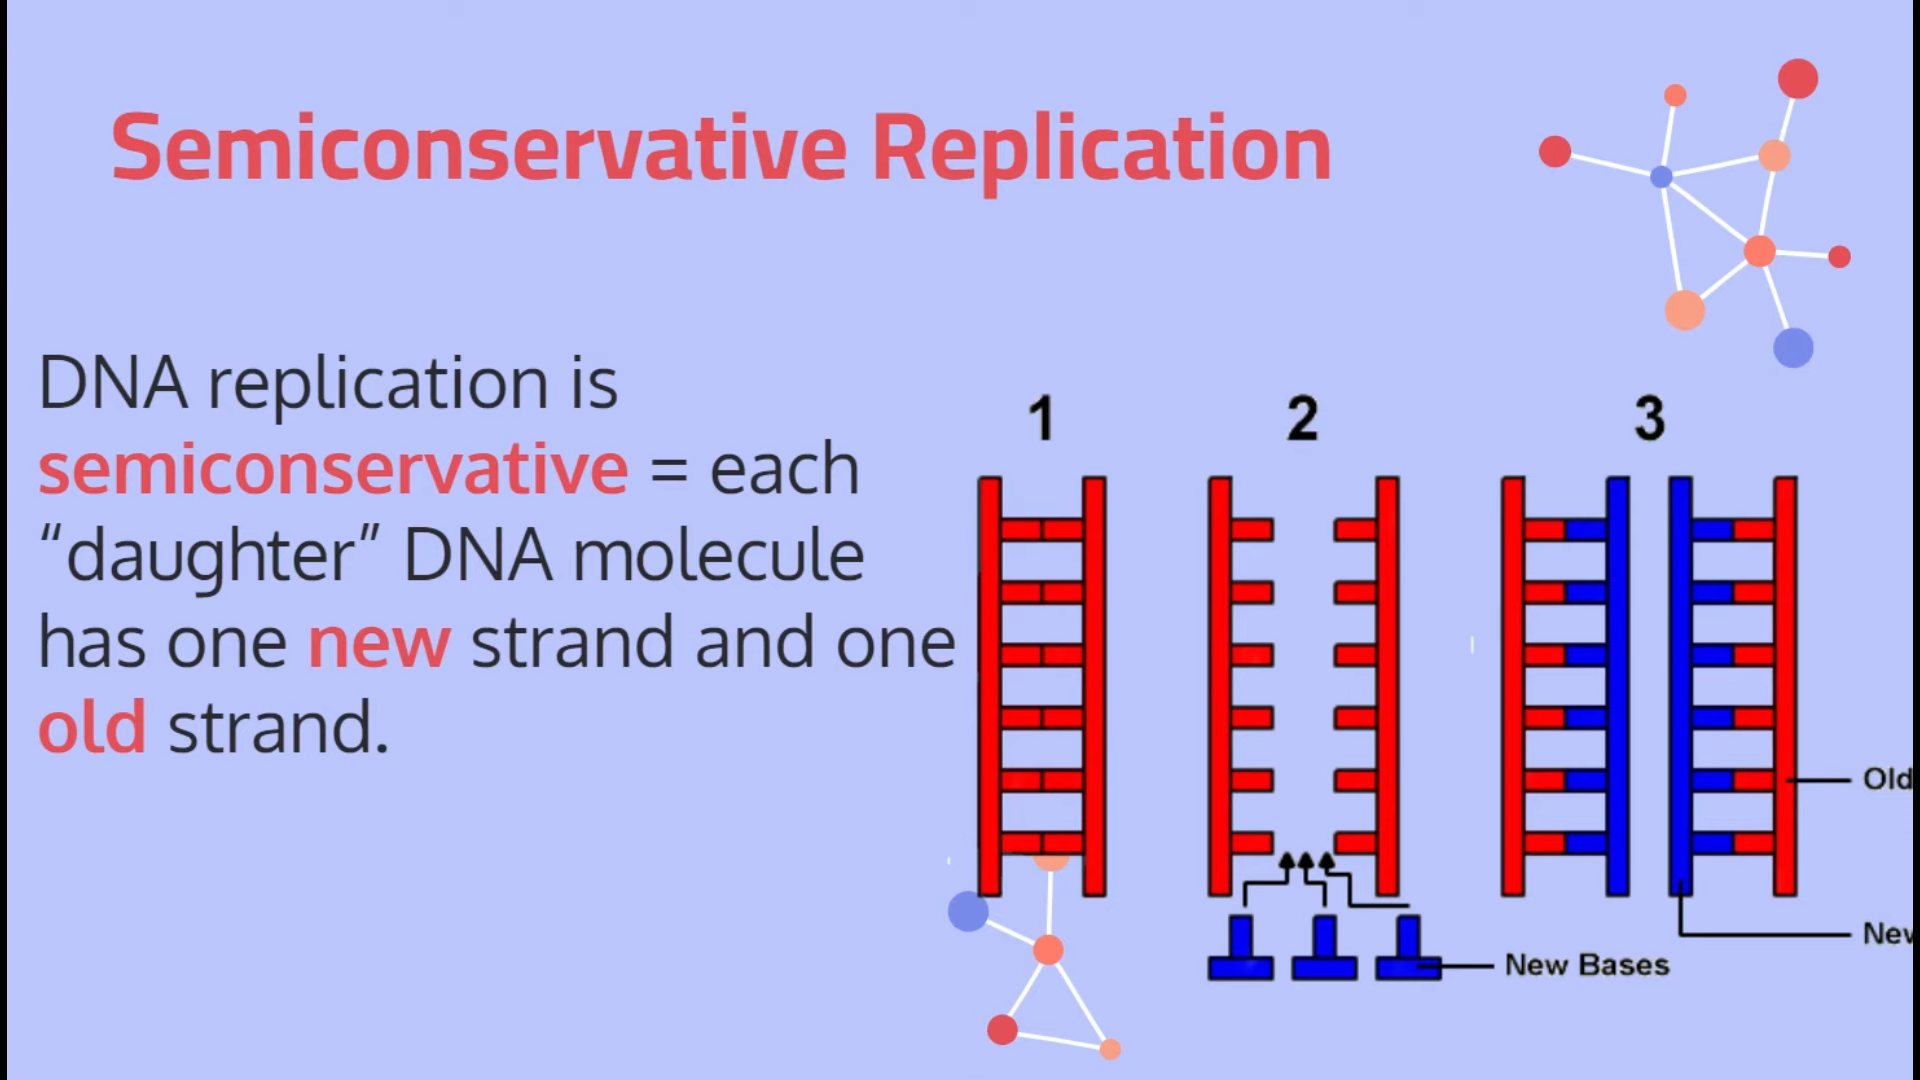 Semiconservative Replication
DNA replication is
semiconservative = each
“daughter” DNA molecule
has one new strand and one
old strand.
1 2 3
Old
New Bases